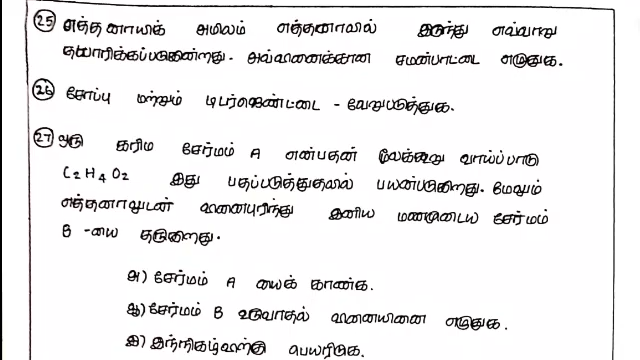 25) எத்தனாயிக் அமிலம் எத்தனாலில் இருந்து எவ்வாறு
தயாரிக்கப்படுகின்றது. அவ்வினைக்கான சமன்பாட்டை எழுதுக.
26) சோப்பு மற்றும் டிடர்ஜெண்ட்டை - வேறுபடுத்துக.
27) ஒரு கரிம சேர்மம் A என்பதன் மூலக்கூறு வாய்ப்பாடு
C₂H₄O₂ இது பதப்படுத்துதலில் பயன்படுகிறது. மேலும்
எத்தனாலுடன் வினைபுரிந்து இனிய மணமுடைய சேர்மம்
B -யை தருகிறது.
அ) சேர்மம் A யைக் காண்க.
ஆ) சேர்மம் B உருவாதல் வினையினை எழுதுக.
இ) இந்நிகழ்விற்கு பெயரிடுக.